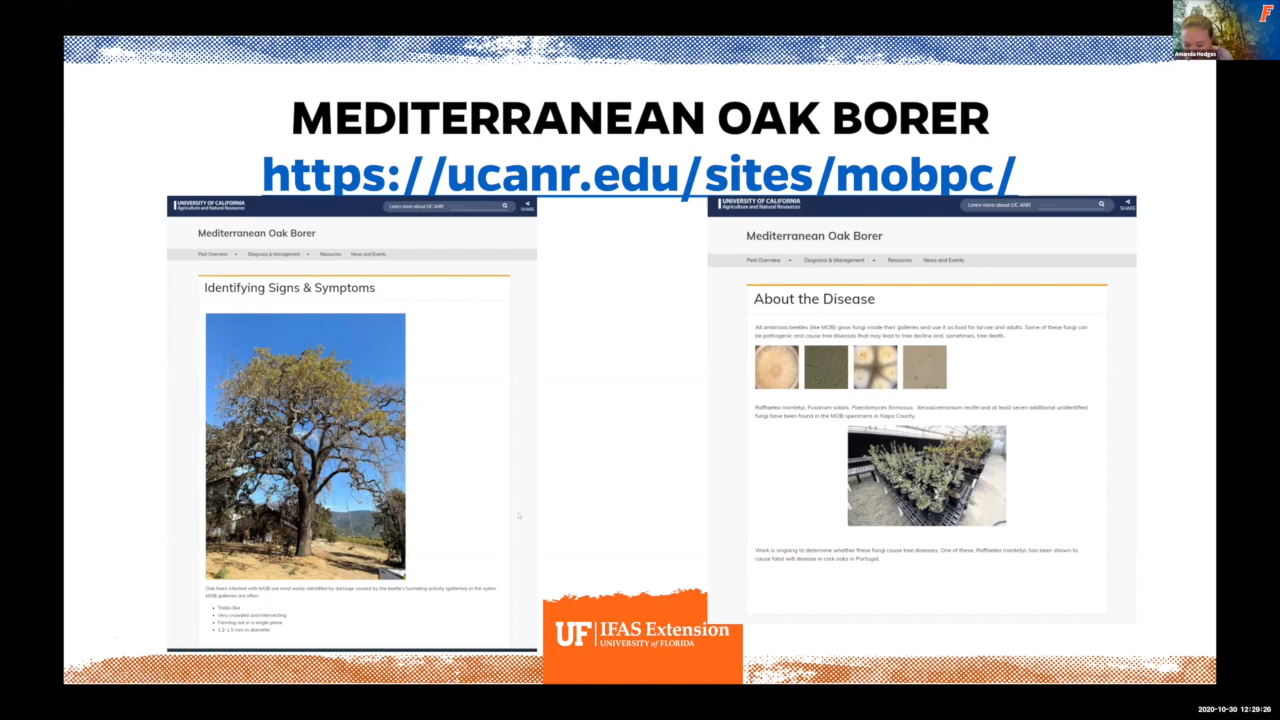 Amanda Hodges
MEDITERRANEAN OAK BORER
https://ucanr.edu/sites/mobpc/
UNIVERSITY OF CALIFORNIA
Agriculture and Natural Resources
Learn more about UC ANR
SHARE
Mediterranean Oak Borer
Pest Overview Diagnosis & Management Resources News and Events
Identifying Signs & Symptoms
Oak trees infested with MOB are most easily identified by damage caused by the beetle's tunneling activity (galleries) in the xylem.
MOB galleries are often:
• Trellis-like
• Very crowded and intersecting
• Fanning out in a single plane
• 1.2-1.5 mm in diameter
UNIVERSITY OF CALIFORNIA
Agriculture and Natural Resources
Learn more about UC ANR
SHARE
Mediterranean Oak Borer
Pest Overview Diagnosis & Management Resources News and Events
About the Disease
All ambrosia beetles (like MOB) grow fungi inside their galleries and use it as food for larvae and adults. Some of these fungi can
be pathogenic and cause tree diseases that may lead to tree decline and, sometimes, tree death.
Raffaelea montetyi, Fusarium solani, Paecilomyces formosus, Xenoacremonium recifei and at least seven additional unidentified
fungi have been found in the MOB specimens in Napa County.
Work is ongoing to determine whether these fungi cause tree diseases. One of these, Raffaelea montetyi, has been shown to
cause fatal wilt disease in cork oaks in Portugal.
UF IFAS Extension
UNIVERSITY of FLORIDA
2020-10-30 12:29:26